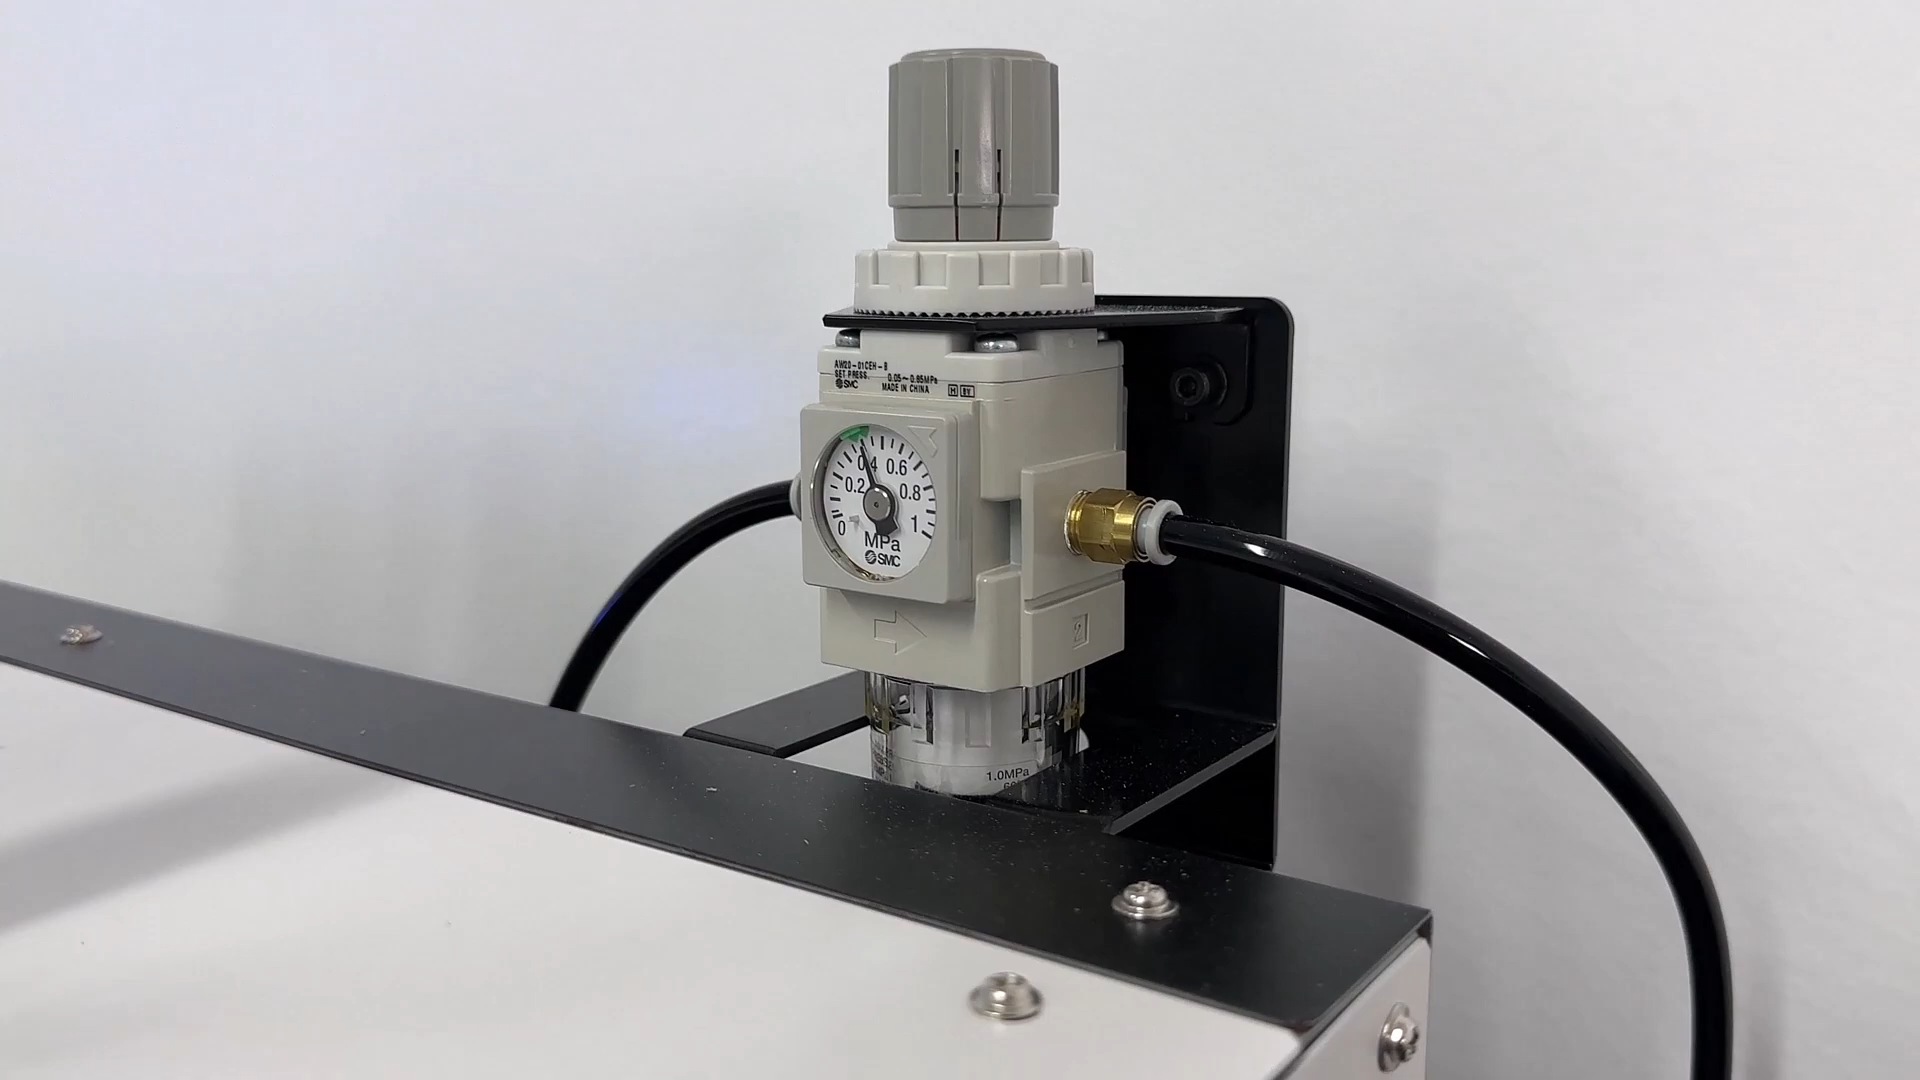 AW20-01CEH-B
SET PRESS. 0.05~0.85MPa
SMC MADE IN CHINA
0.4 0.6
0.2 0.8
0 1
MPa
SMC
2
1.0MPa